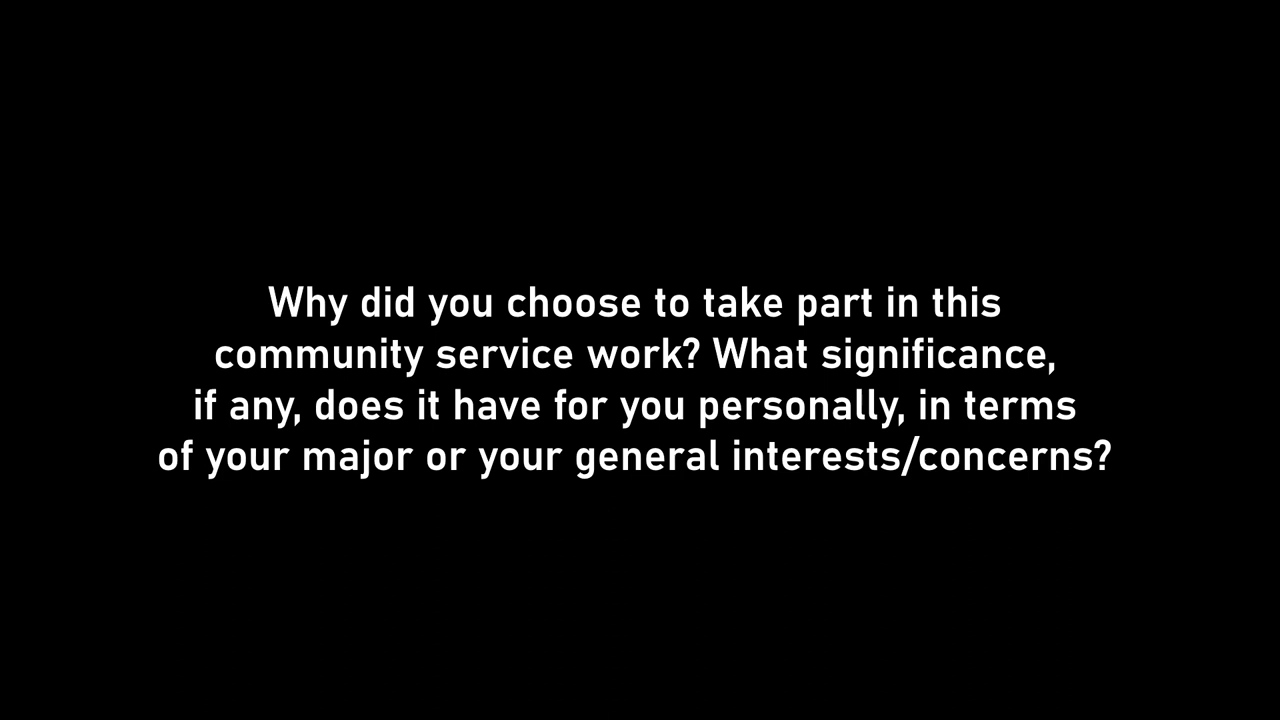 Why did you choose to take part in this
community service work? What significance,
if any, does it have for you personally, in terms
of your major or your general interests/concerns?